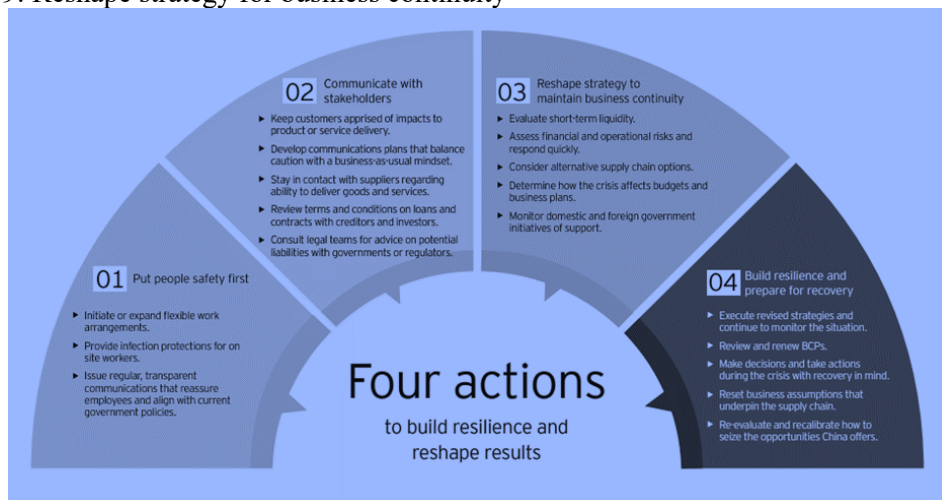 9. Reshape strategy for business continuity
01 Put people safety first
► Initiate or expand flexible work
arrangements.
► Provide infection protections for on
site workers.
► Issue regular, transparent
communications that reassure
employees and align with current
government policies.
02 Communicate with
stakeholders
► Keep customers apprised of impacts to
product or service delivery.
► Develop communications plans that balance
caution with a business-as-usual mindset.
► Stay in contact with suppliers regarding
ability to deliver goods and services.
► Review terms and conditions on loans and
contracts with creditors and investors.
► Consult legal teams for advice on potential
liabilities with governments or regulators.
03 Reshape strategy to
maintain business continuity
► Evaluate short-term liquidity.
► Assess financial and operational risks and
respond quickly.
► Consider alternative supply chain options.
► Determine how the crisis affects budgets and
business plans.
► Monitor domestic and foreign government
initiatives of support.
04 Build resilience and
prepare for recovery
► Execute revised strategies and
continue to monitor the situation.
► Review and renew BCPs.
► Make decisions and take actions
during the crisis with recovery in mind.
► Reset business assumptions that
underpin the supply chain.
► Re-evaluate and recalibrate how to
seize the opportunities China offers.
Four actions
to build resilience and
reshape results